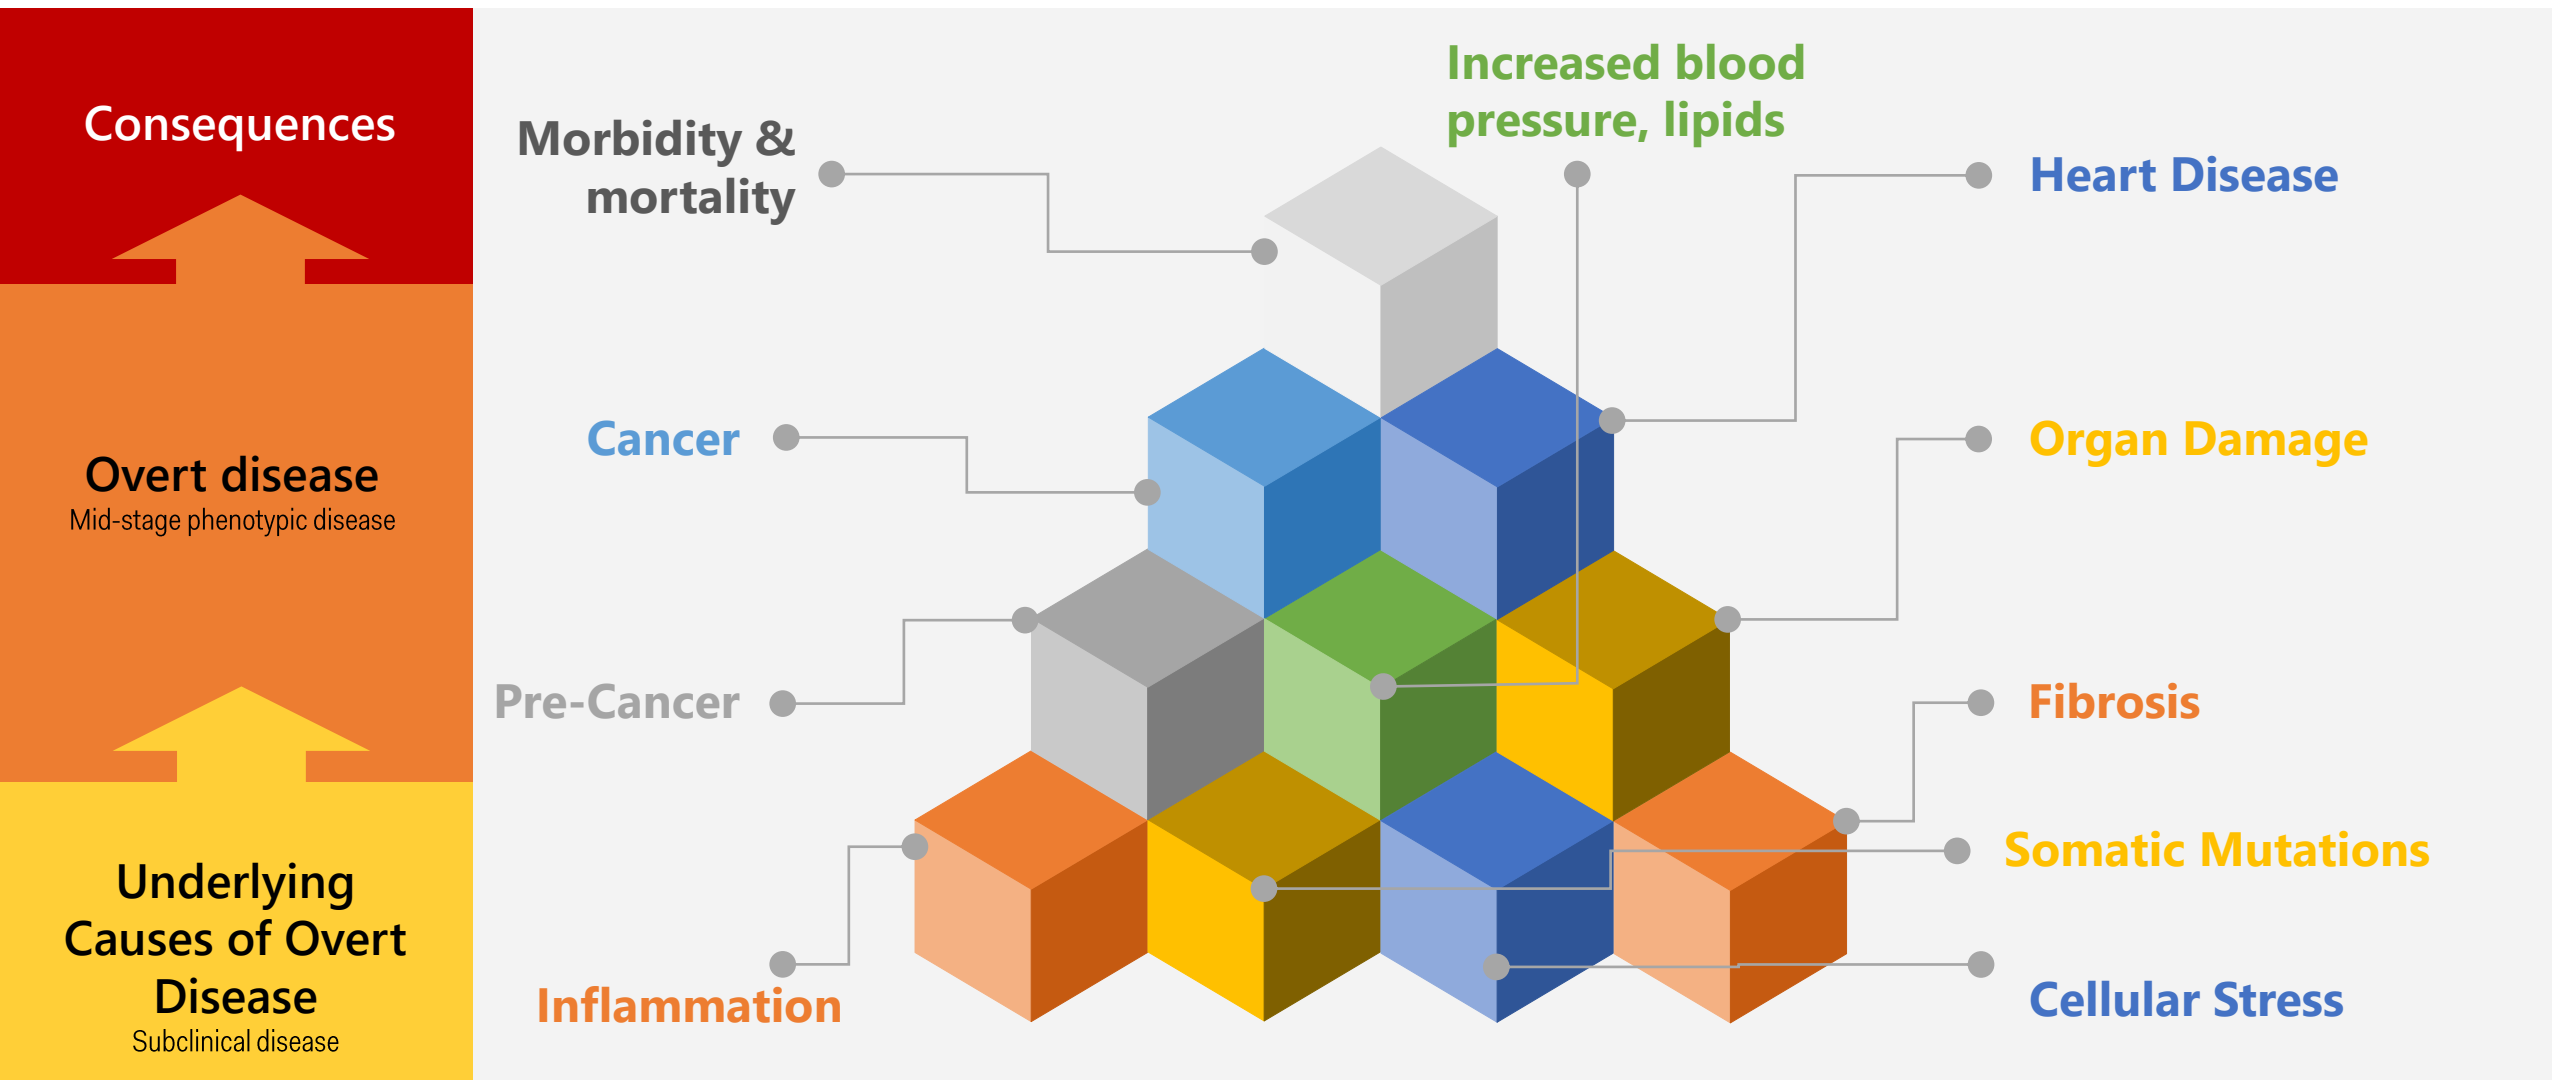 Consequences
Overt disease
Mid-stage phenotypic disease
Underlying
Causes of Overt
Disease
Subclinical disease
Morbidity &
mortality
Increased blood
pressure, lipids
Heart Disease
Cancer
Organ Damage
Pre-Cancer
Fibrosis
Somatic Mutations
Inflammation
Cellular Stress